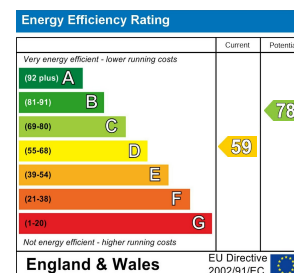 Energy Efficiency Rating
Current
Very energy efficient - lower running costs
(92 plus) A
(81-91) B
78
(69-80) C
(55-68) D
59
(39-54) E
(21-38) F
(1-20) G
Not energy efficient - higher running costs
England & Wales
EU Directive
2002/91/EC